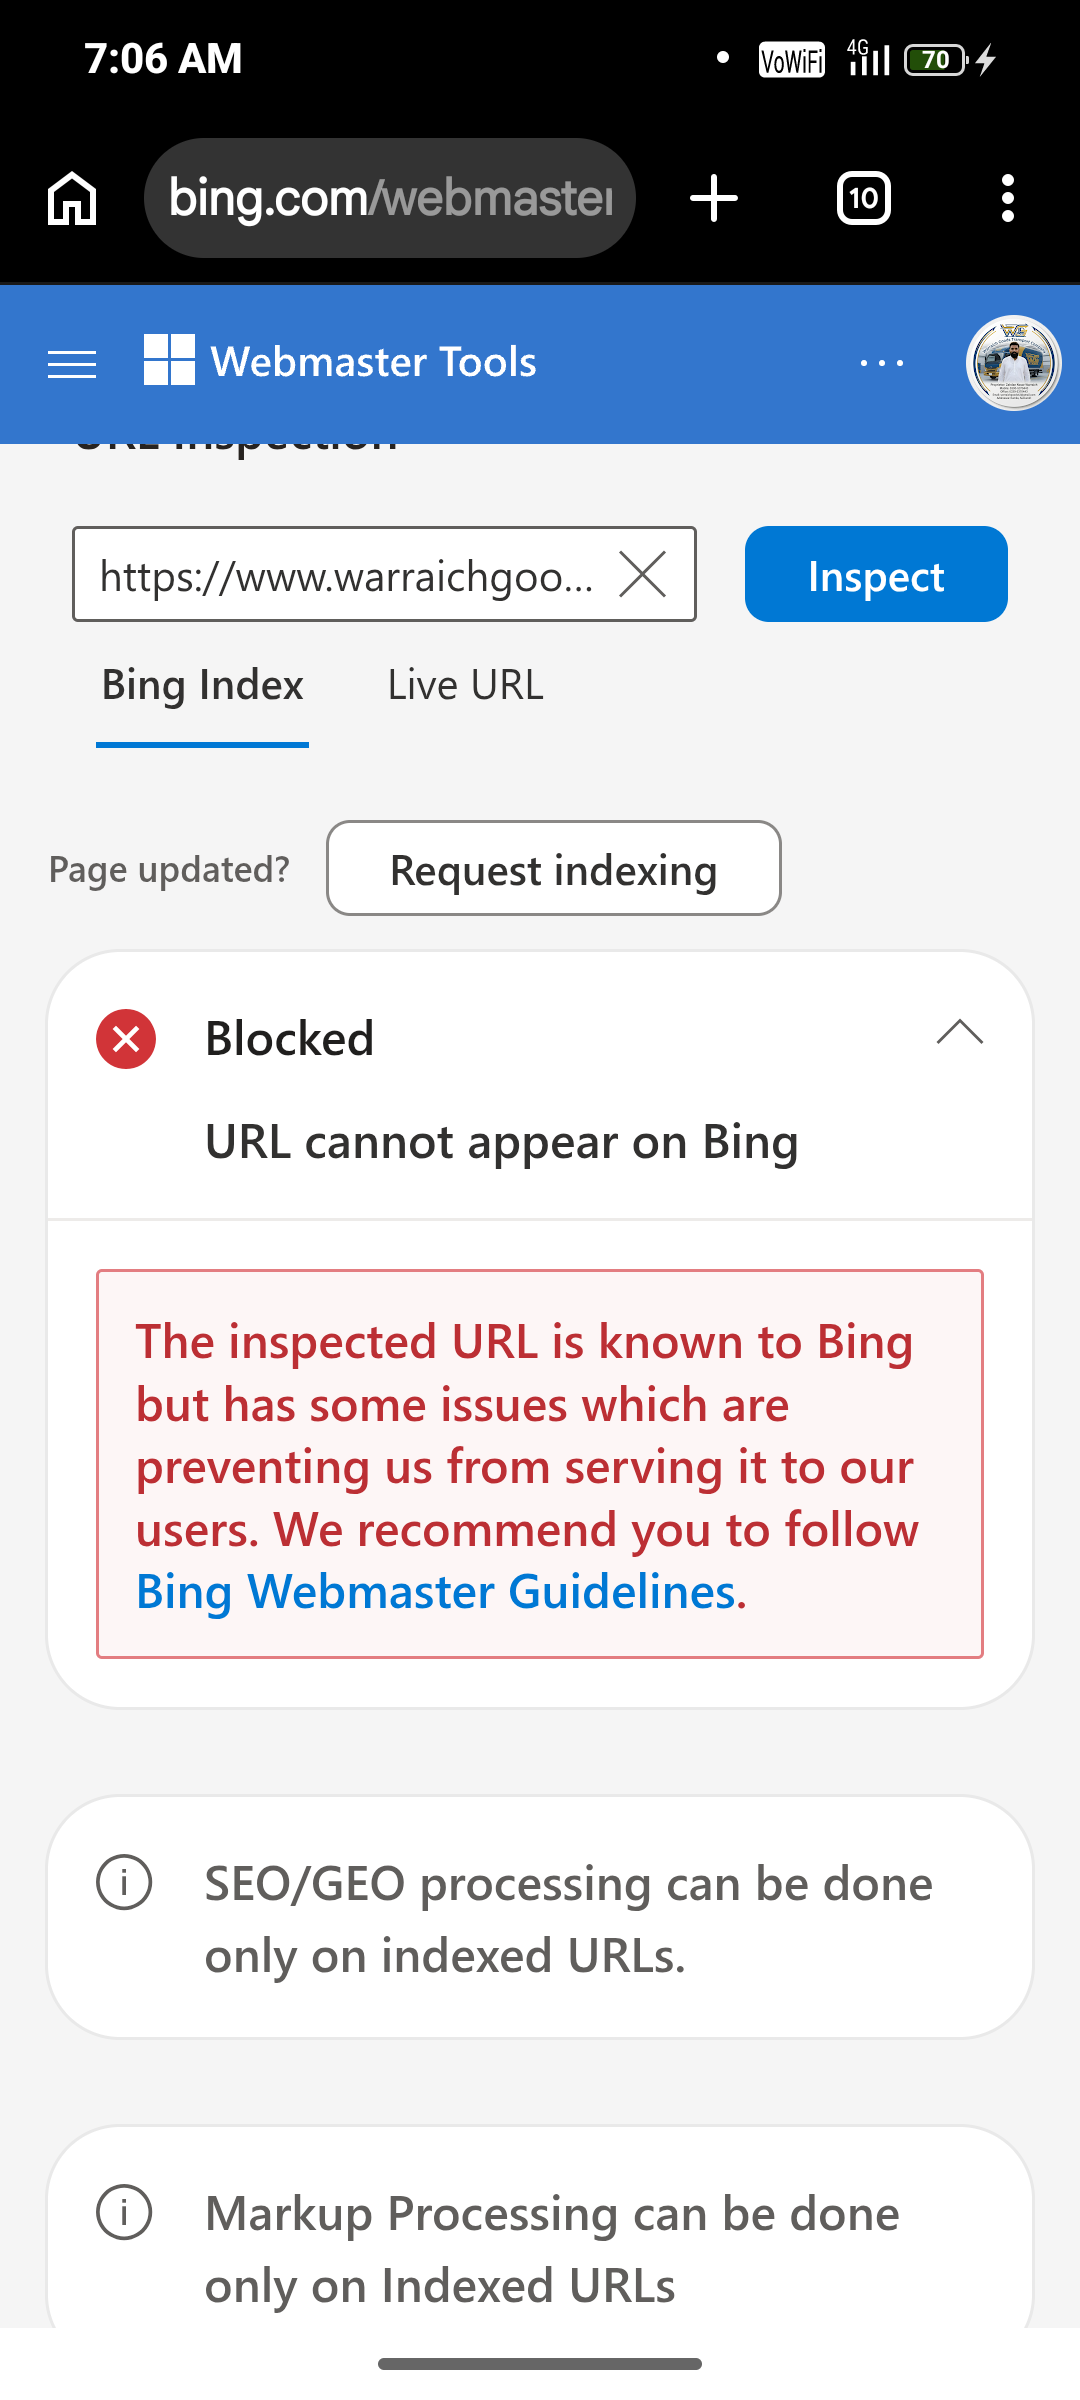 7:06 AM
VoWiFi 4G 70
bing.com/webmaster
10
Webmaster Tools
URL Inspection
https://www.warraichgoo...
Inspect
Bing Index Live URL
Page updated? Request indexing
Blocked
URL cannot appear on Bing
The inspected URL is known to Bing
but has some issues which are
preventing us from serving it to our
users. We recommend you to follow
Bing Webmaster Guidelines.
SEO/GEO processing can be done
only on indexed URLs.
Markup Processing can be done
only on Indexed URLs